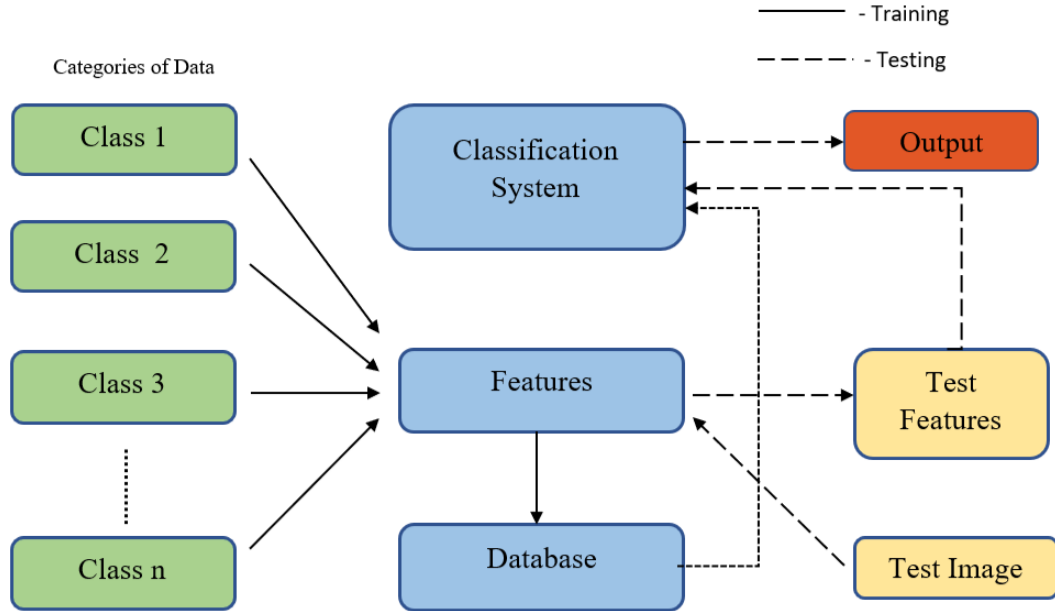 - Training
- Testing
Categories of Data
Class 1
Class 2
Class 3
Class n
Classification
System
Features
Database
Output
Test
Features
Test Image